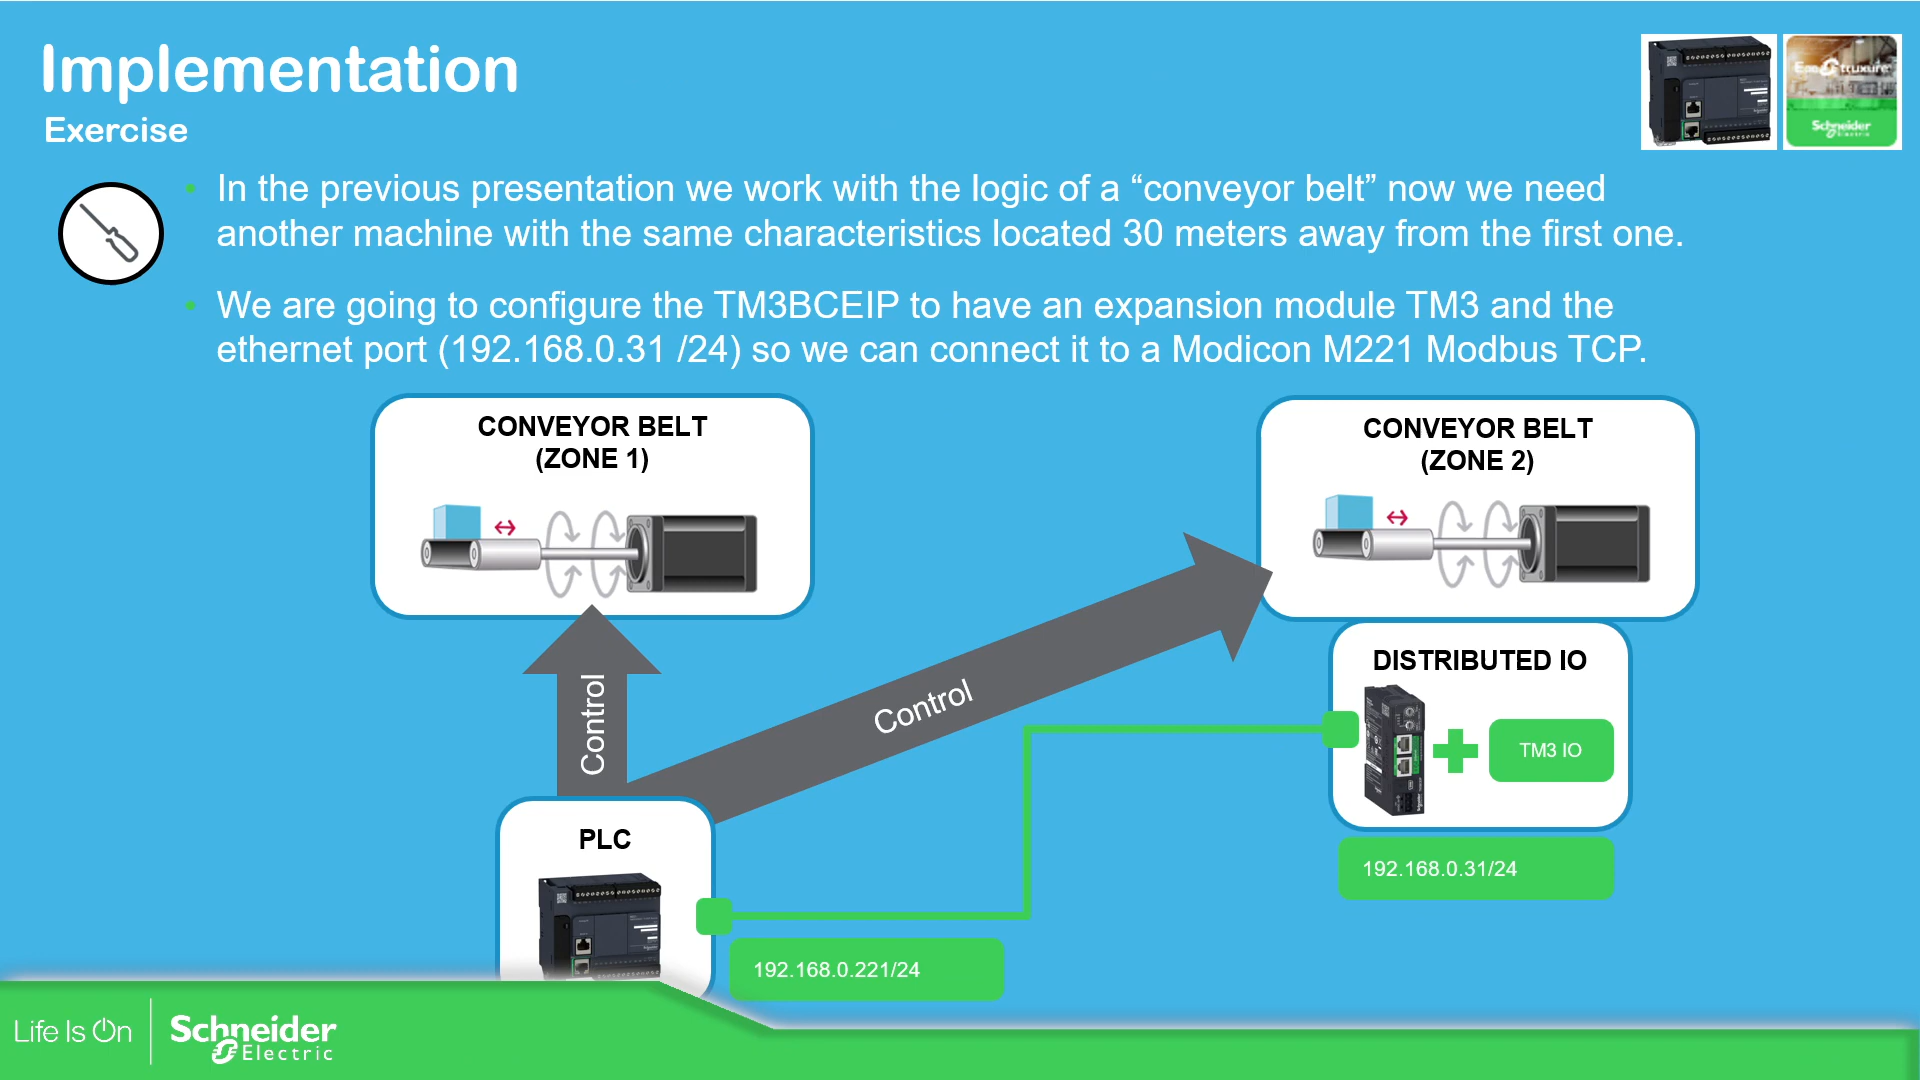 Implementation
Exercise
EcoStruxure
Schneider
Electric
• In the previous presentation we work with the logic of a “conveyor belt” now we need
another machine with the same characteristics located 30 meters away from the first one.
• We are going to configure the TM3BCEIP to have an expansion module TM3 and the
ethernet port (192.168.0.31 /24) so we can connect it to a Modicon M221 Modbus TCP.
CONVEYOR BELT
(ZONE 1)
CONVEYOR BELT
(ZONE 2)
DISTRIBUTED IO
TM3 IO
Control
Control
PLC
192.168.0.31/24
192.168.0.221/24
Life Is On
Schneider
Electric